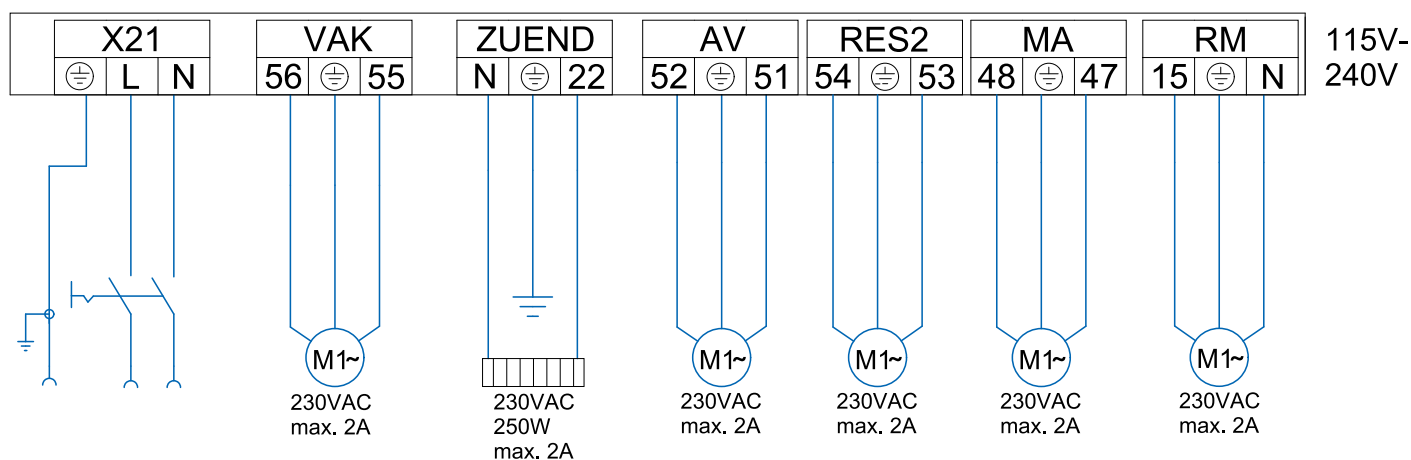 X21 VAK ZUEND AV RES2 MA RM 115V-
L N 56 55 N 22 52 51 54 53 48 47 15 N 240V
M1~ M1~ M1~ M1~ M1~
230VAC 230VAC 230VAC 230VAC 230VAC 230VAC
max. 2A 250W max. 2A max. 2A max. 2A max. 2A
max. 2A